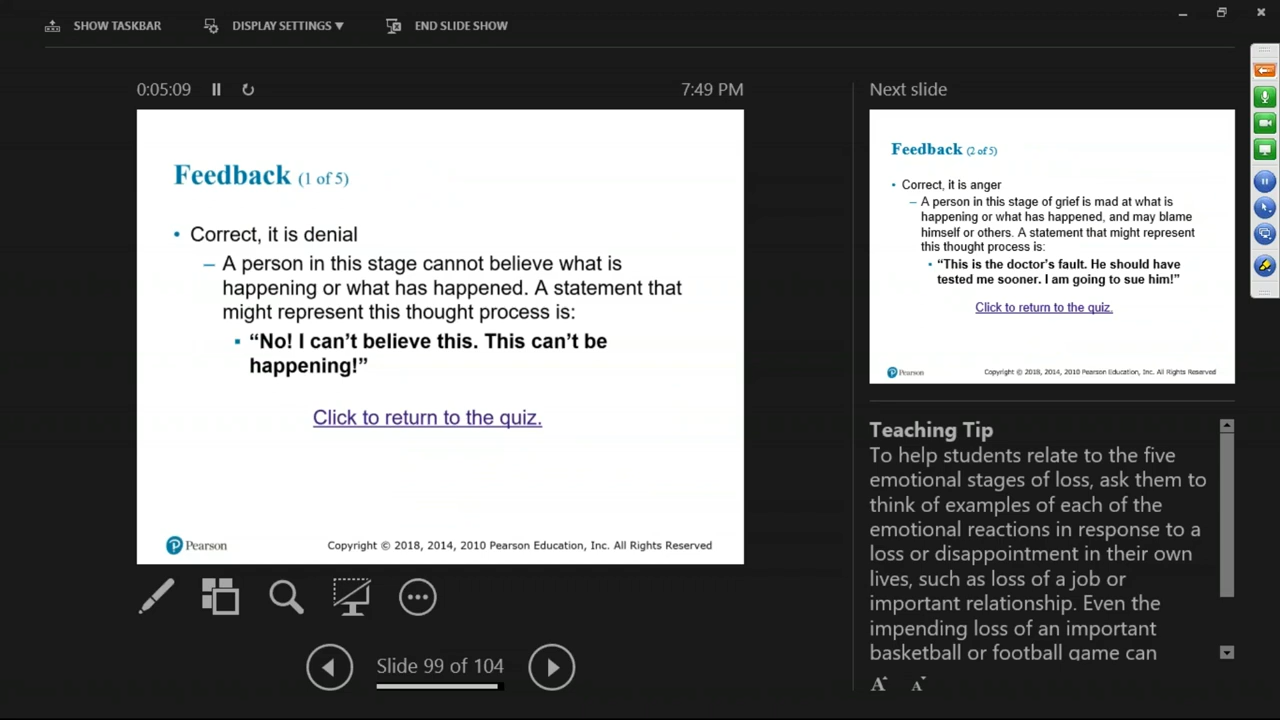 SHOW TASKBAR
DISPLAY SETTINGS ▼
END SLIDE SHOW
0:05:09
7:49 PM
Feedback (1 of 5)
• Correct, it is denial
– A person in this stage cannot believe what is
happening or what has happened. A statement that
might represent this thought process is:
▪ “No! I can’t believe this. This can’t be
happening!”
Click to return to the quiz.
Pearson
Copyright © 2018, 2014, 2010 Pearson Education, Inc. All Rights Reserved
Slide 99 of 104
Next slide
Feedback (2 of 5)
• Correct, it is anger
– A person in this stage of grief is mad at what is
happening or what has happened, and may blame
himself or others. A statement that might represent
this thought process is:
• “This is the doctor’s fault. He should have
tested me sooner. I am going to sue him!”
Click to return to the quiz.
Pearson
Copyright © 2018, 2014, 2010 Pearson Education, Inc. All Rights Reserved
Teaching Tip
To help students relate to the five
emotional stages of loss, ask them to
think of examples of each of the
emotional reactions in response to a
loss or disappointment in their own
lives, such as loss of a job or
important relationship. Even the
impending loss of an important
basketball or football game can
A A